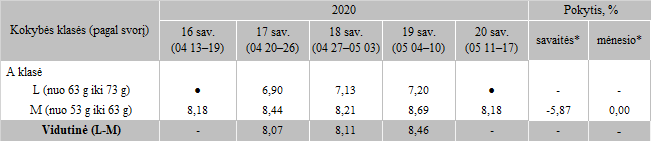 Kokybės klasės (pagal svorį) 2020 Pokytis, %
16 sav. (04 13–19) 17 sav. (04 20–26) 18 sav. (04 27–05 03) 19 sav. (05 04–10) 20 sav. (05 11–17) savaitės* mėnesio*
A klasė
L (nuo 63 g iki 73 g) ● 6,90 7,13 7,20 ● - -
M (nuo 53 g iki 63 g) 8,18 8,44 8,21 8,69 8,18 -5,87 0,00
Vidutinė (L-M) - 8,07 8,11 8,46 - - -